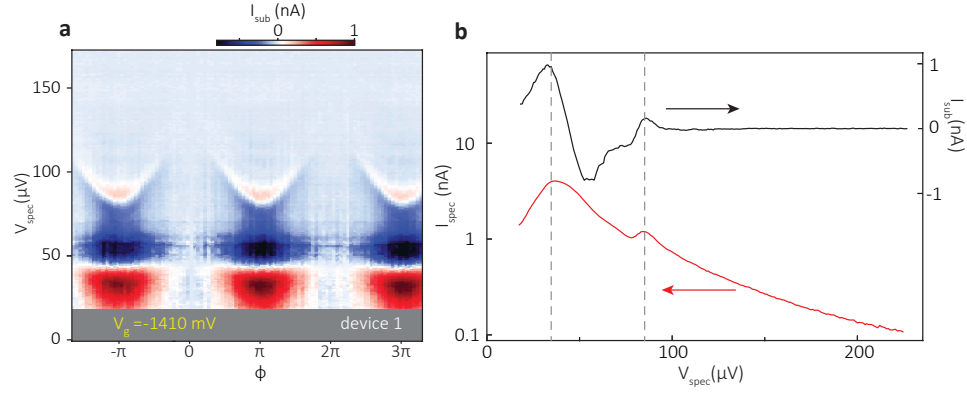 a
I_sub (nA)
0
1
V_spec(μV)
150
100
50
0
V_g =-1410 mV
device 1
-π
0
π
2π
3π
ϕ
b
I_spec (nA)
10
1
0.1
I_sub (nA)
1
0
-1
0
100
200
V_spec(μV)